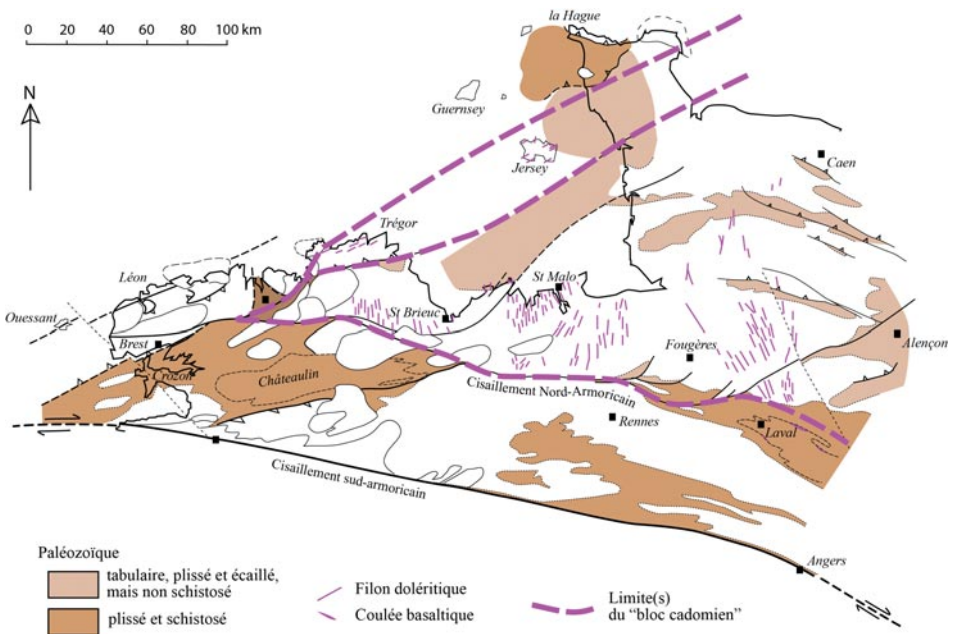 la Hague
0 20 40 60 80 100 km
N
Guernsey
Jersey
Caen
Trégor
Léon
St Malo
Ouessant
St Brieuc
Brest
Fougères
Alençon
Crozon
Châteaulin
Cisaillement Nord-Armoricain
Rennes
Laval
Cisaillement sud-armoricain
Angers
Paléozoïque
tabulaire, plissé et écaillé,
mais non schistosé
plissé et schistosé
Filon doléritique
Coulée basaltique
Limite(s)
du "bloc cadomien"